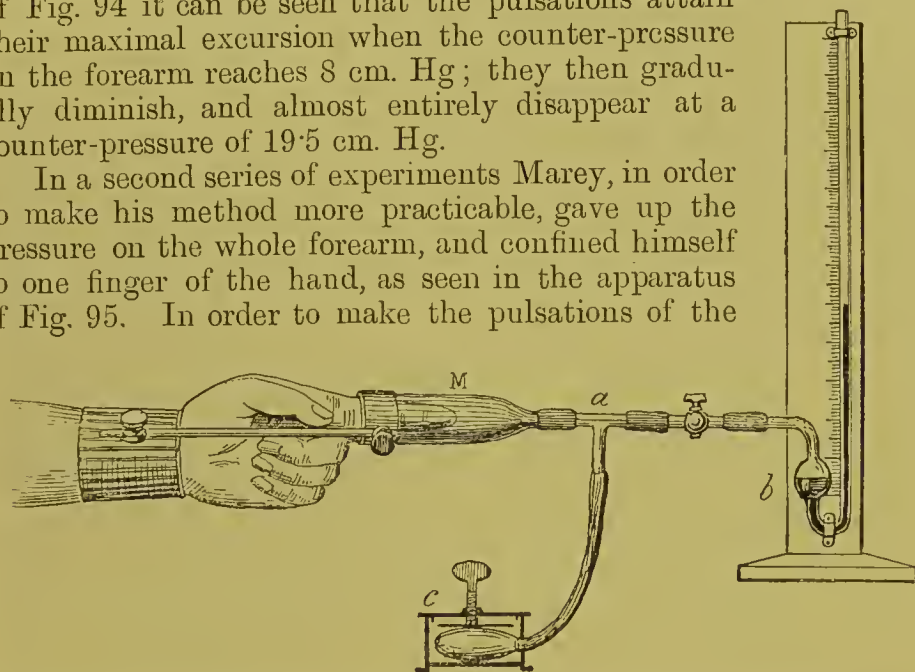 f Fig. 94 it can be seen that the pulsations attain
heir maximal excursion when the counter-pressure
n the forearm reaches 8 cm. Hg; they then gradu-
lly diminish, and almost entirely disappear at a
ounter-pressure of 19·5 cm. Hg.
In a second series of experiments Marey, in order
o make his method more practicable, gave up the
ressure on the whole forearm, and confined himself
o one finger of the hand, as seen in the apparatus
f Fig. 95. In order to make the pulsations of the
M
a
b
c